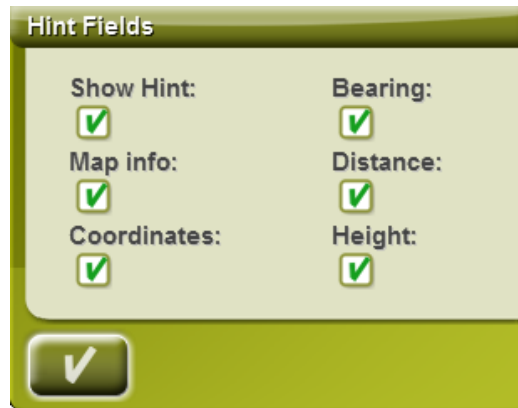 Hint Fields
Show Hint:
Bearing:
Map info:
Distance:
Coordinates:
Height: